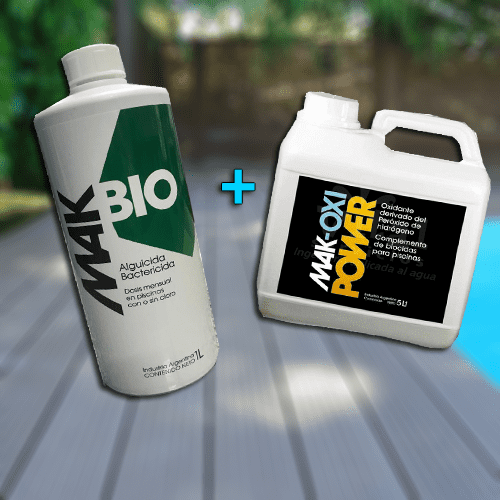 MAK
BIO
Alguicida
Bactericida
Dosis mensual
en piscinas
con o sin cloro
Industria Argentina
CONTENIDO NETO 1L
+
MAK-OXI
POWER
Oxidante
derivado del
Peróxido de
hidrógeno
Complemento
de biocidas
para piscinas
Industria Argentina
5Lt